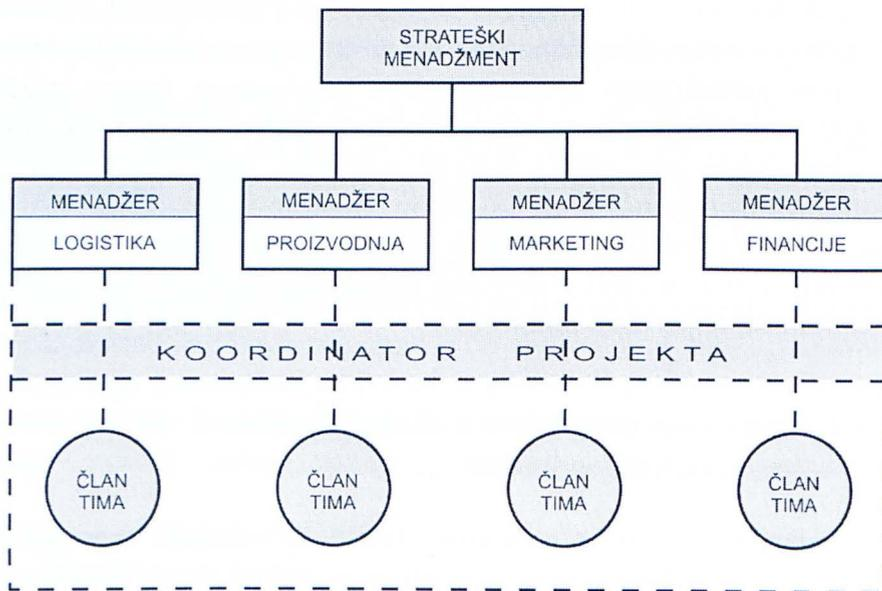 STRATEŠKI
MENADŽMENT
MENADŽER
LOGISTIKA
MENADŽER
PROIZVODNJA
MENADŽER
MARKETING
MENADŽER
FINANCIJE
KOORDINATOR PROJEKTA
ČLAN
TIMA
ČLAN
TIMA
ČLAN
TIMA
ČLAN
TIMA